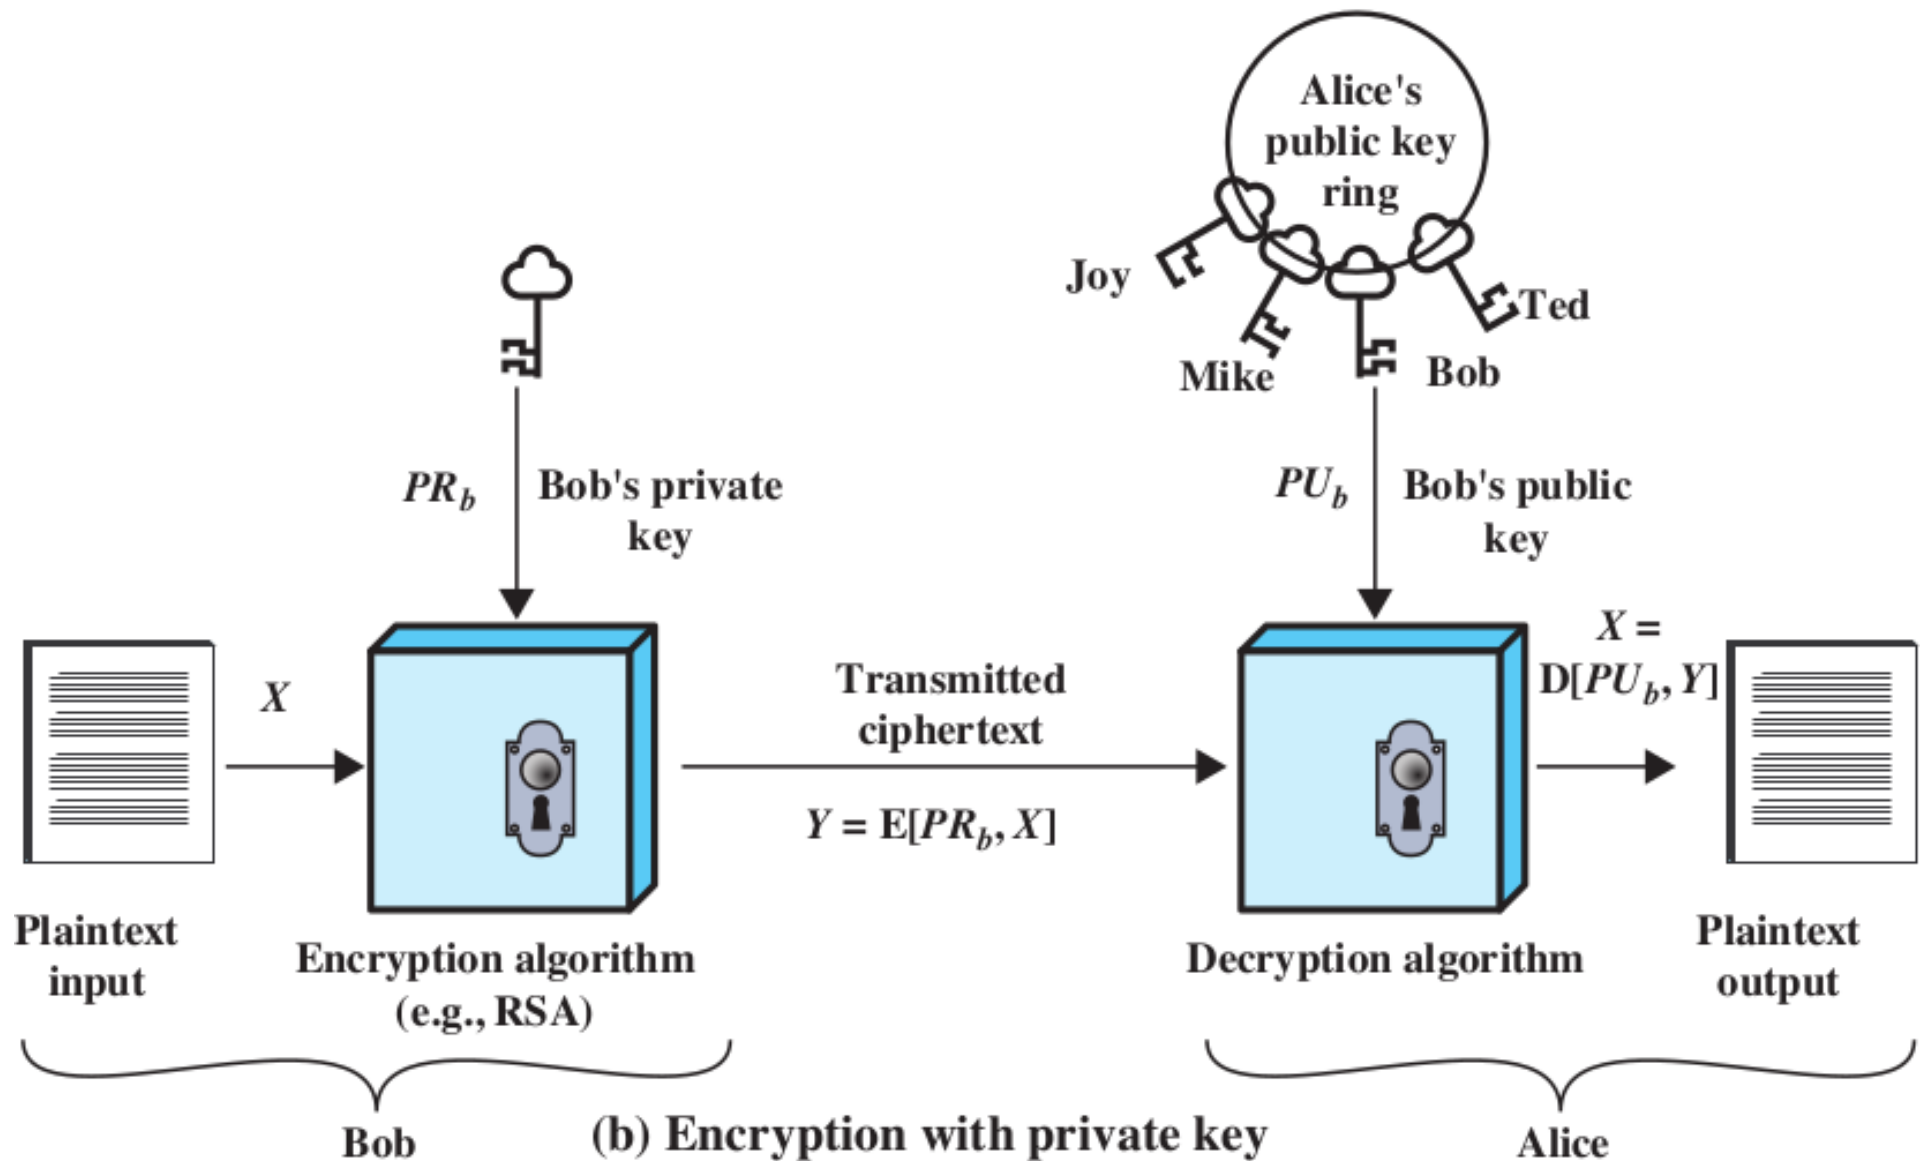 Alice's
public key
ring
Joy
Ted
Mike
Bob
PR_b
Bob's private
key
PU_b
Bob's public
key
X
Transmitted
ciphertext
X =
D[PU_b, Y]
Y = E[PR_b, X]
Plaintext
input
Encryption algorithm
(e.g., RSA)
Decryption algorithm
Plaintext
output
Bob
(b) Encryption with private key
Alice